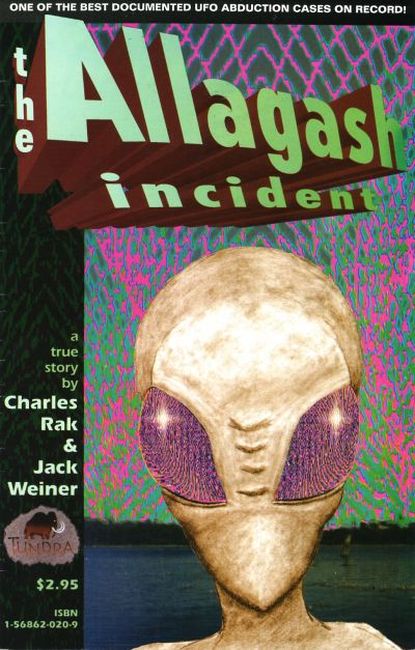 ONE OF THE BEST DOCUMENTED UFO ABDUCTION CASES ON RECORD!
the Allagash
incident
a
true
story
by
Charles
Rak
&
Jack
Weiner
TUNDRA
$2.95
ISBN
1-56862-020-9